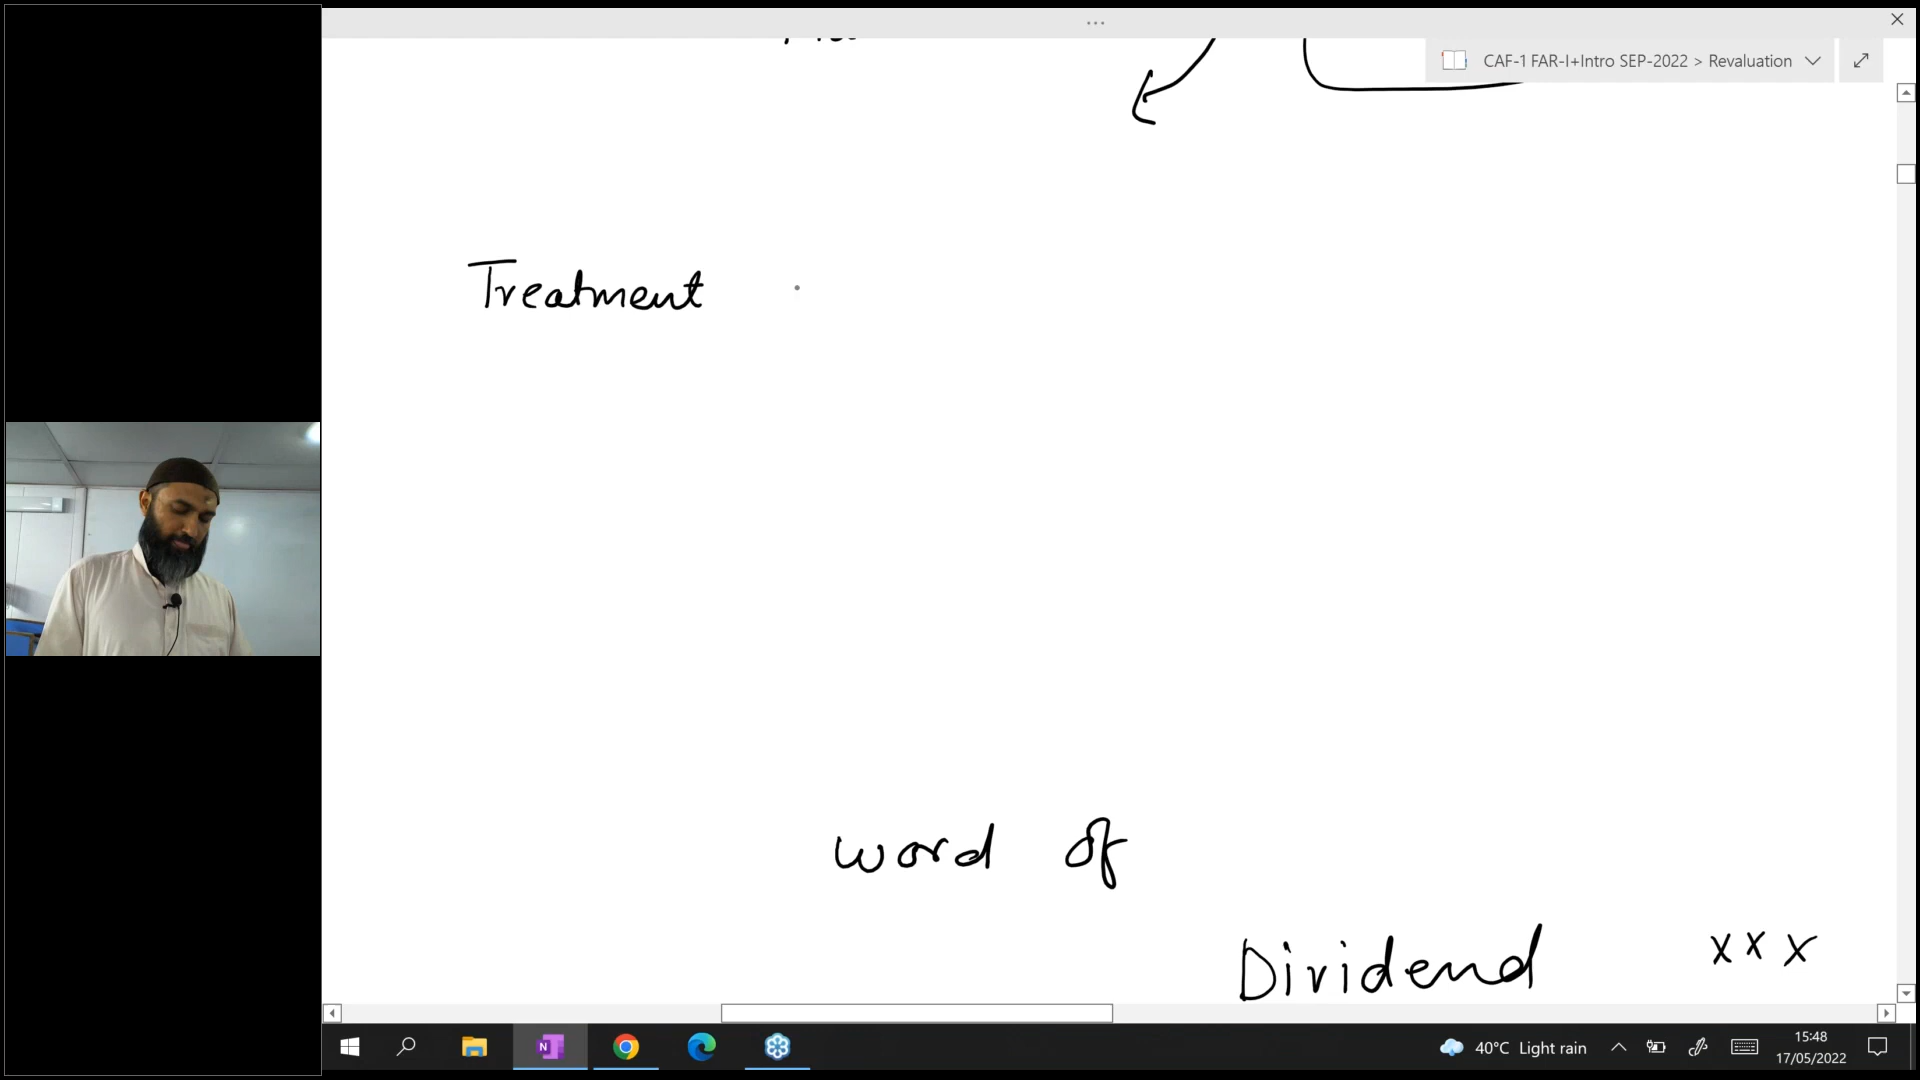 ...
CAF-1 FAR-I+Intro SEP-2022 > Revaluation
Treatment
word of
Dividend xxx
N
40°C Light rain
15:48
17/05/2022